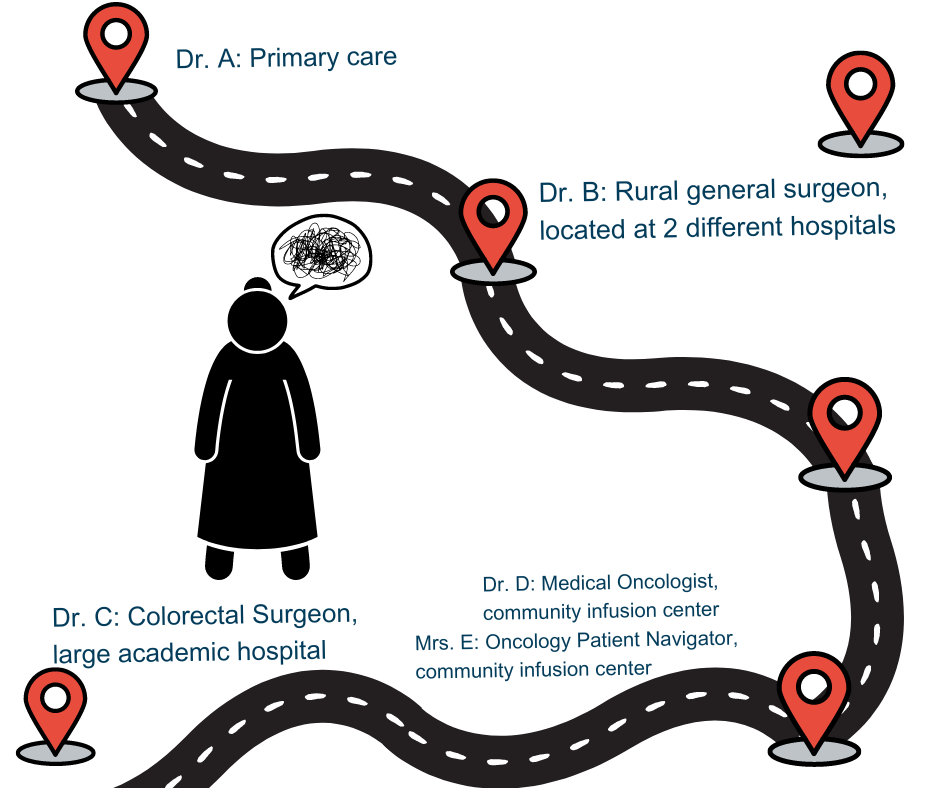 Dr. A: Primary care
Dr. B: Rural general surgeon,
located at 2 different hospitals
Dr. D: Medical Oncologist,
community infusion center
Mrs. E: Oncology Patient Navigator,
community infusion center
Dr. C: Colorectal Surgeon,
large academic hospital